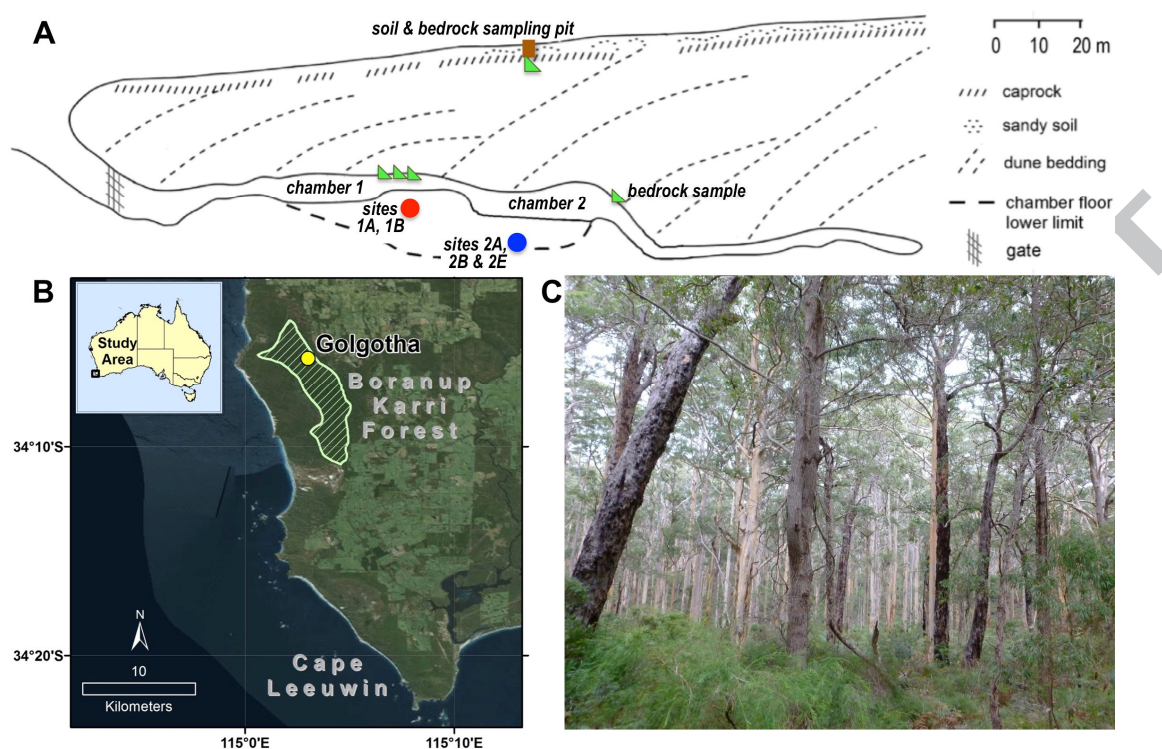 A
soil & bedrock sampling pit
0 10 20 m
caprock
sandy soil
dune bedding
chamber floor
lower limit
gate
chamber 1
bedrock sample
chamber 2
sites
1A, 1B
sites 2A,
2B & 2E
B
Study
Area
Golgotha
Boranup
Karri
Forest
34°10'S
N
10
Kilometers
34°20'S
Cape
Leeuwin
115°0'E
115°10'E
C